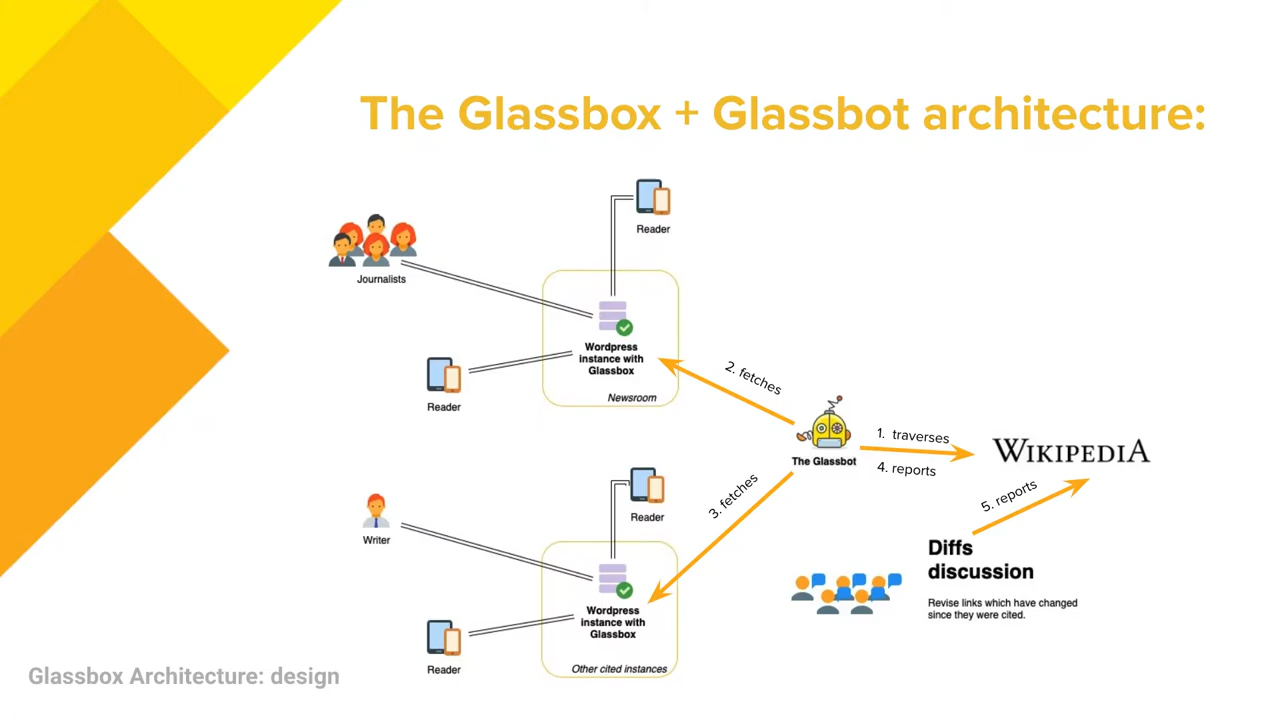 The Glassbox + Glassbot architecture:
Reader
Journalists
Wordpress
instance with
Glassbox
Newsroom
Reader
2. fetches
The Glassbot
1. traverses
4. reports
WIKIPEDIA
3. fetches
5. reports
Reader
Writer
Wordpress
instance with
Glassbox
Other cited instances
Reader
Diffs
discussion
Revise links which have changed
since they were cited.
Glassbox Architecture: design